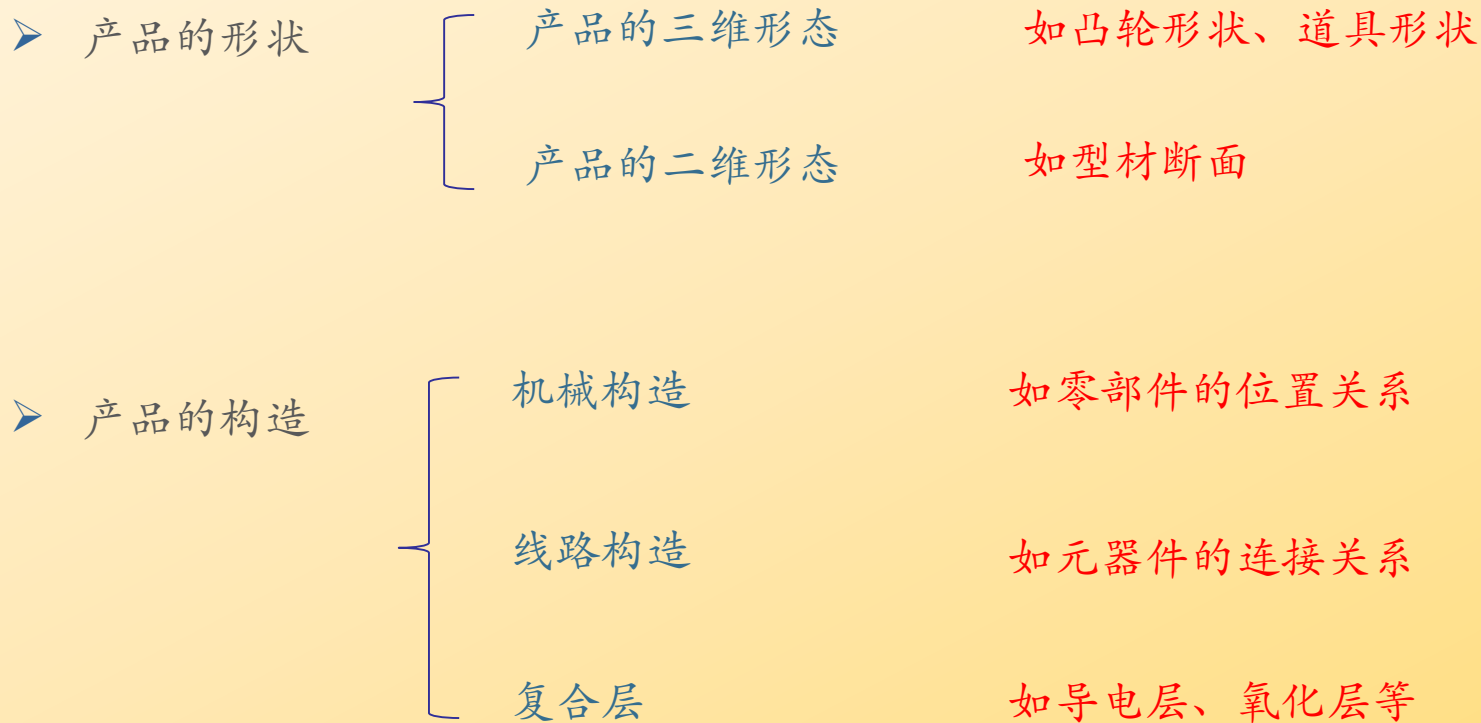 产品的形状
产品的三维形态
如凸轮形状、道具形状
产品的二维形态
如型材断面
产品的构造
机械构造
如零部件的位置关系
线路构造
如元器件的连接关系
复合层
如导电层、氧化层等